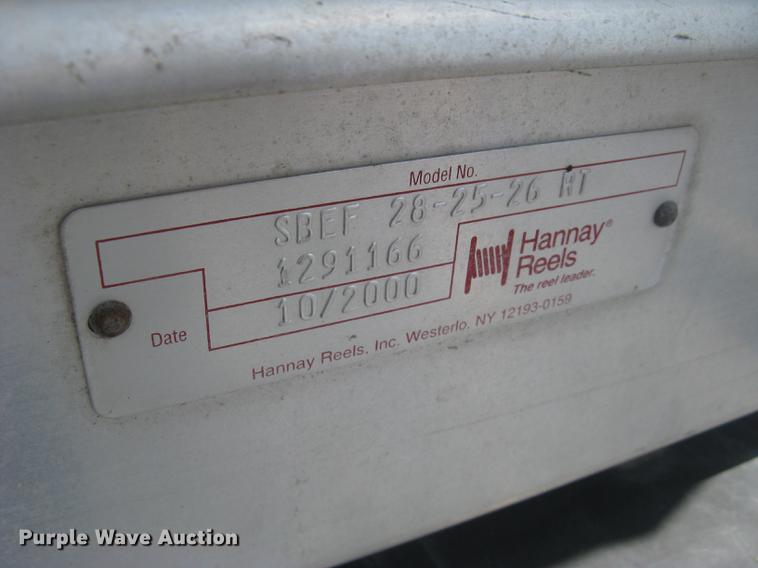 Model No.
SBEF 28-25-26 HT
1291166
Date 10/2000
Hannay®
Reels
The reel leader.
Hannay Reels, Inc. Westerlo, NY 12193-0159
Purple Wave Auction